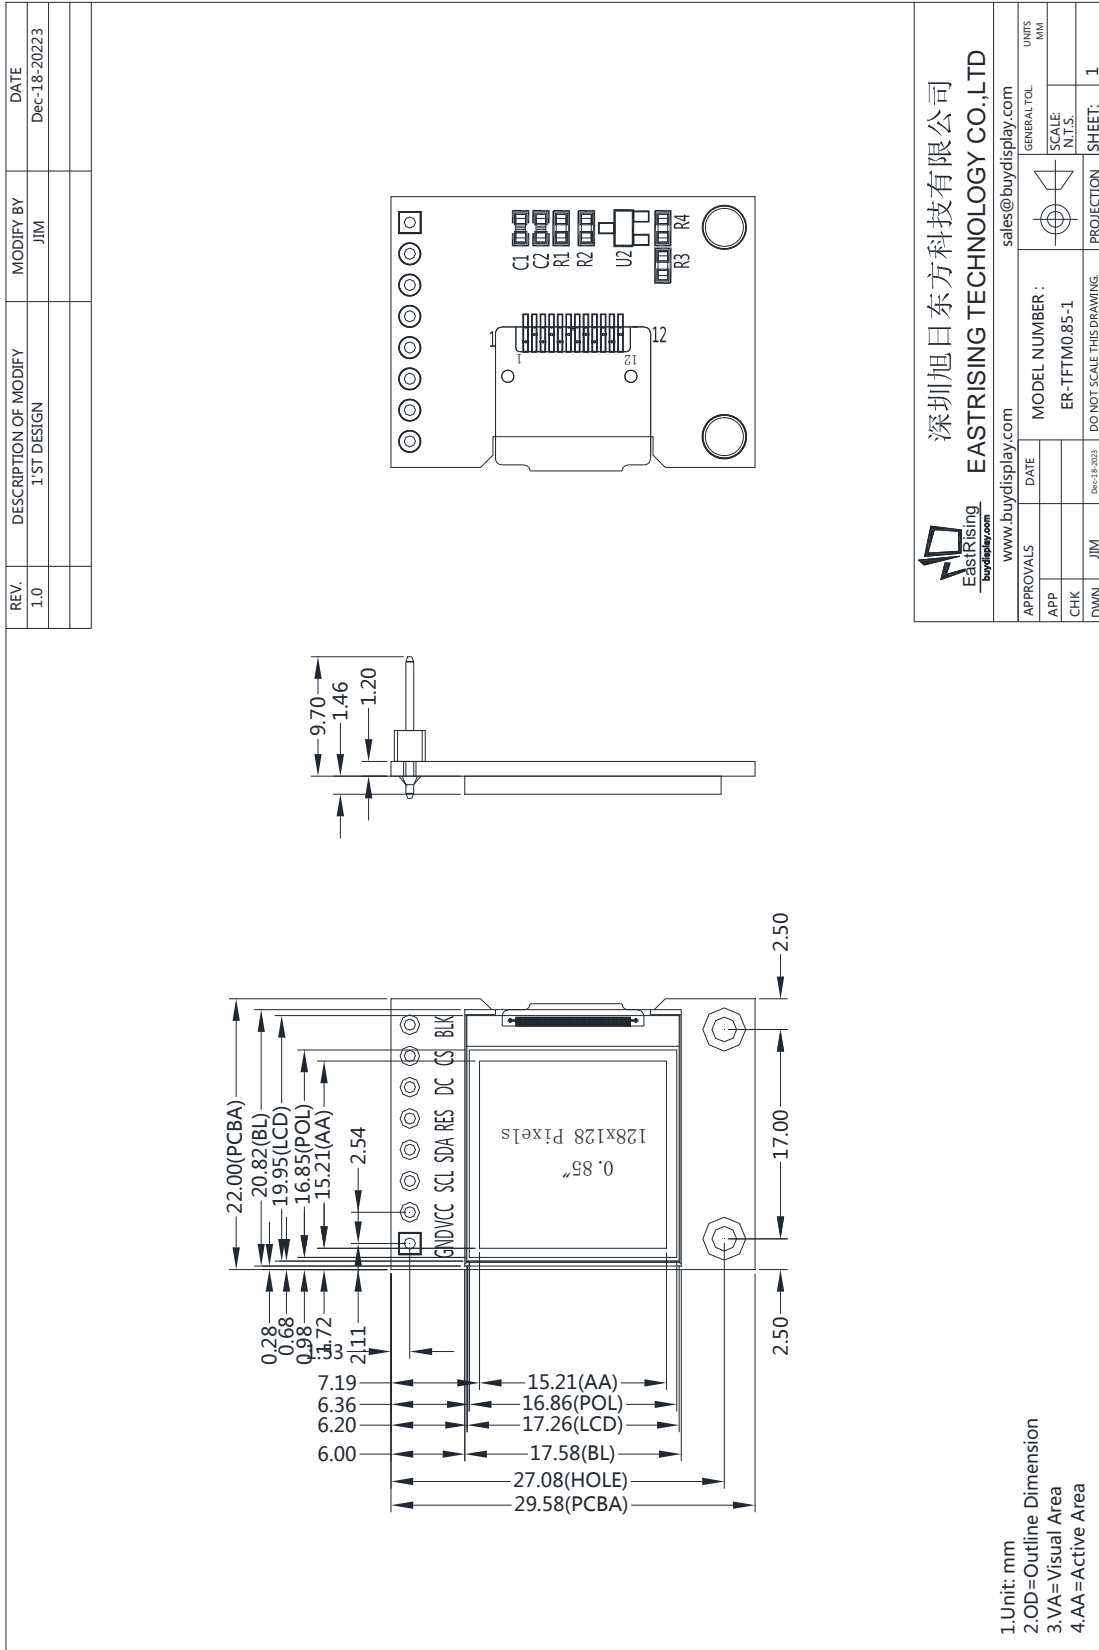 REV.	DESCRIPTION OF MODIFY	MODIFY BY	DATE
1.0	1'ST DESIGN	JIM	Dec-18-20223
22.00(PCBA)
20.82(BL)
19.95(LCD)
16.85(POL)
15.21(AA)
2.54
0.28
0.68
0.98
1.72
2.11
1.53
GND VCC SCL SDA RES DC CS BLK
0.85"
128x128 Pixels
7.19
6.36
6.20
6.00
15.21(AA)
16.86(POL)
17.26(LCD)
17.58(BL)
27.08(HOLE)
29.58(PCBA)
2.50
17.00
2.50
9.70
1.46
1.20
C1
C2
R1
R2
U2
R4
R3
1
12
1
12
1.Unit: mm
2.OD=Outline Dimension
3.VA=Visual Area
4.AA=Active Area
深圳旭日东方科技有限公司
EastRising
buydisplay.com
EASTRISING TECHNOLOGY CO.,LTD
www.buydisplay.com	sales@buydisplay.com
APPROVALS	DATE
APP
CHK
DWN	JIM	Dec-18-2023
MODEL NUMBER :
ER-TFTM0.85-1
DO NOT SCALE THIS DRAWING.
GENERAL TOL.
UNITS
MM
SCALE:
N.T.S.
PROJECTION
SHEET:	1